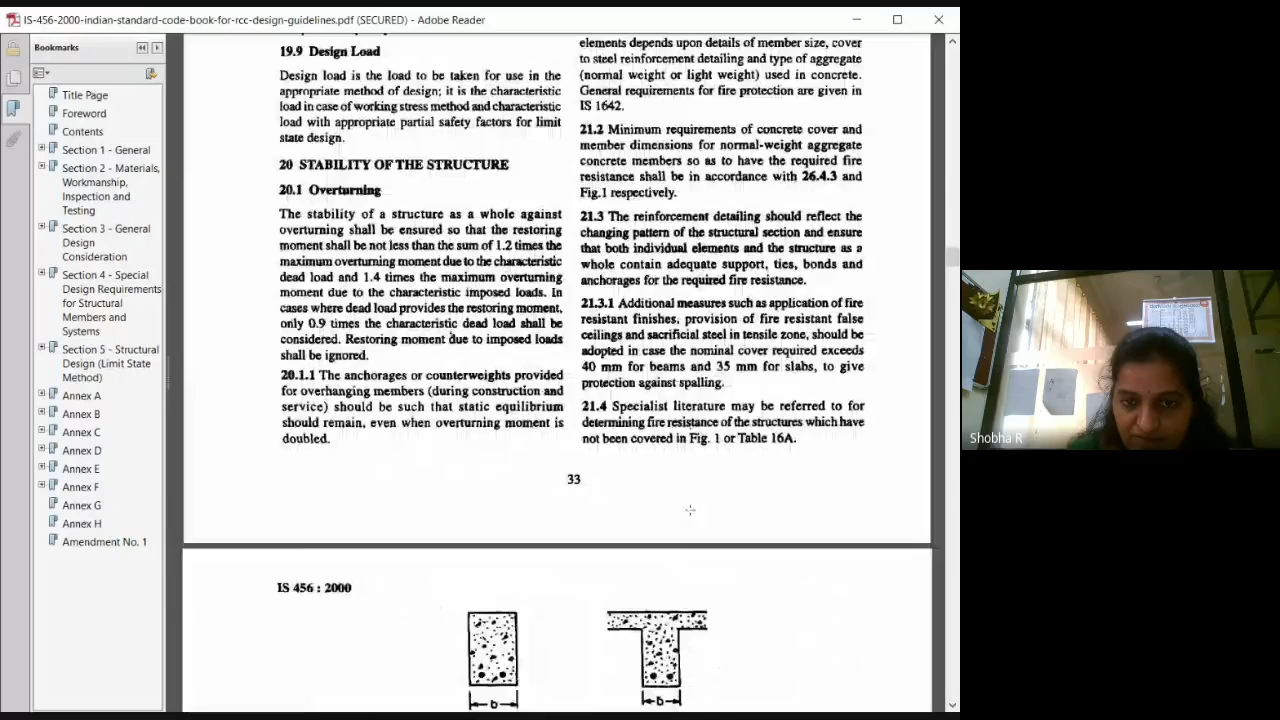 IS-456-2000-indian-standard-code-book-for-rcc-design-guidelines.pdf (SECURED) - Adobe Reader
Bookmarks
Title Page
Foreword
Contents
Section 1 - General
Section 2 - Materials,
Workmanship,
Inspection and
Testing
Section 3 - General
Design
Consideration
Section 4 - Special
Design Requirements
for Structural
Members and
Systems
Section 5 - Structural
Design (Limit State
Method)
Annex A
Annex B
Annex C
Annex D
Annex E
Annex F
Annex G
Annex H
Amendment No. 1
19.9 Design Load
Design load is the load to be taken for use in the
appropriate method of design; it is the characteristic
load in case of working stress method and characteristic
load with appropriate partial safety factors for limit
state design.
20 STABILITY OF THE STRUCTURE
20.1 Overturning
The stability of a structure as a whole against
overturning shall be ensured so that the restoring
moment shall be not less than the sum of 1.2 times the
maximum overturning moment due to the characteristic
dead load and 1.4 times the maximum overturning
moment due to the characteristic imposed loads. In
cases where dead load provides the restoring moment,
only 0.9 times the characteristic dead load shall be
considered. Restoring moment due to imposed loads
shall be ignored.
20.1.1 The anchorages or counterweights provided
for overhanging members (during construction and
service) should be such that static equilibrium
should remain, even when overturning moment is
doubled.
elements depends upon details of member size, cover
to steel reinforcement detailing and type of aggregate
(normal weight or light weight) used in concrete.
General requirements for fire protection are given in
IS 1642.
21.2 Minimum requirements of concrete cover and
member dimensions for normal-weight aggregate
concrete members so as to have the required fire
resistance shall be in accordance with 26.4.3 and
Fig.1 respectively.
21.3 The reinforcement detailing should reflect the
changing pattern of the structural section and ensure
that both individual elements and the structure as a
whole contain adequate support, ties, bonds and
anchorages for the required fire resistance.
21.3.1 Additional measures such as application of fire
resistant finishes, provision of fire resistant false
ceilings and sacrificial steel in tensile zone, should be
adopted in case the nominal cover required exceeds
40 mm for beams and 35 mm for slabs, to give
protection against spalling.
21.4 Specialist literature may be referred to for
determining fire resistance of the structures which have
not been covered in Fig. 1 or Table 16A.
33
IS 456 : 2000
b
b
Shobha R